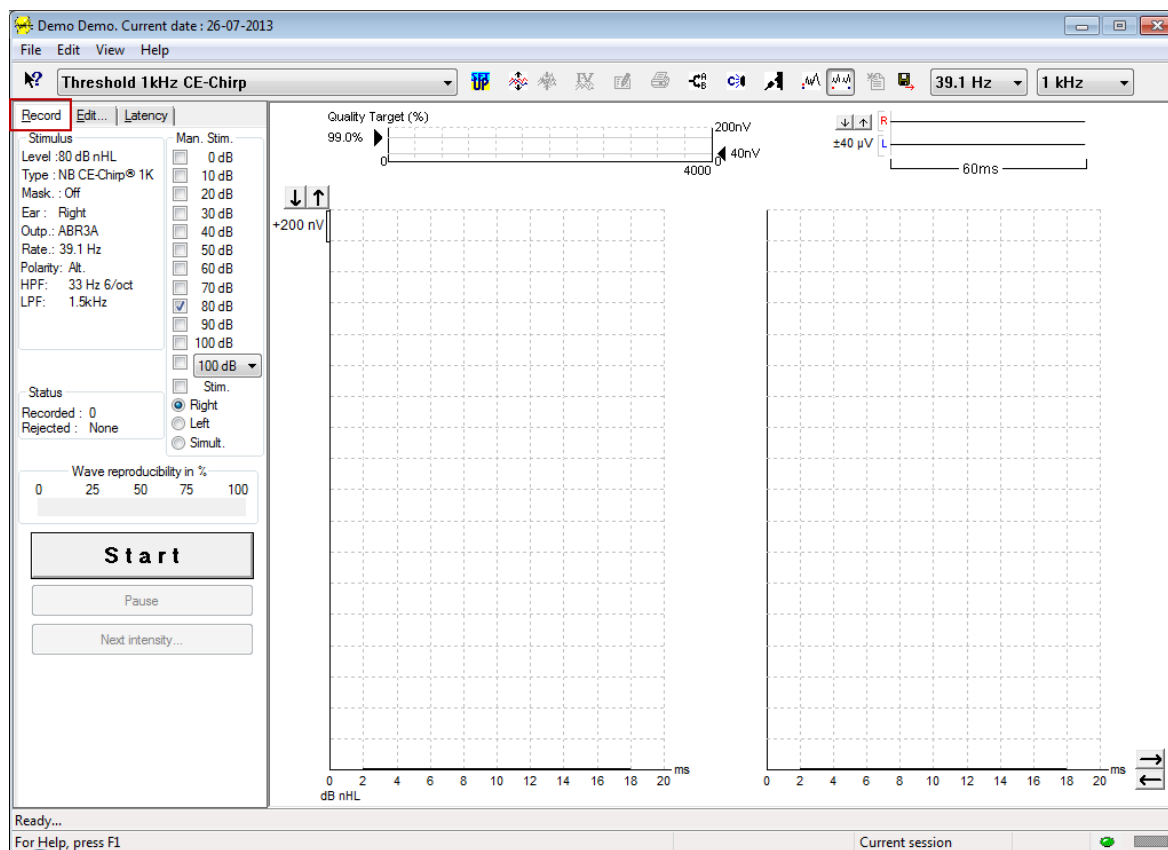 Demo Demo. Current date : 26-07-2013
File Edit View Help
Threshold 1kHz CE-Chirp
UP
39.1 Hz
1 kHz
Record Edit... Latency
Stimulus
Level :80 dB nHL
Type : NB CE-Chirp® 1K
Mask. : Off
Ear : Right
Outp.: ABR3A
Rate.: 39.1 Hz
Polarity: Alt.
HPF: 33 Hz 6/oct
LPF: 1.5kHz
Man. Stim.
0 dB
10 dB
20 dB
30 dB
40 dB
50 dB
60 dB
70 dB
80 dB
90 dB
100 dB
100 dB
Stim.
Right
Left
Simult.
Status
Recorded : 0
Rejected : None
Wave reproducibility in %
0 25 50 75 100
Start
Pause
Next intensity...
Quality Target (%)
99.0%
0
200nV
40nV
0
4000
R
±40 µV L
60ms
+200 nV
0 2 4 6 8 10 12 14 16 18 20 ms
dB nHL
0 2 4 6 8 10 12 14 16 18 20 ms
Ready...
For Help, press F1
Current session